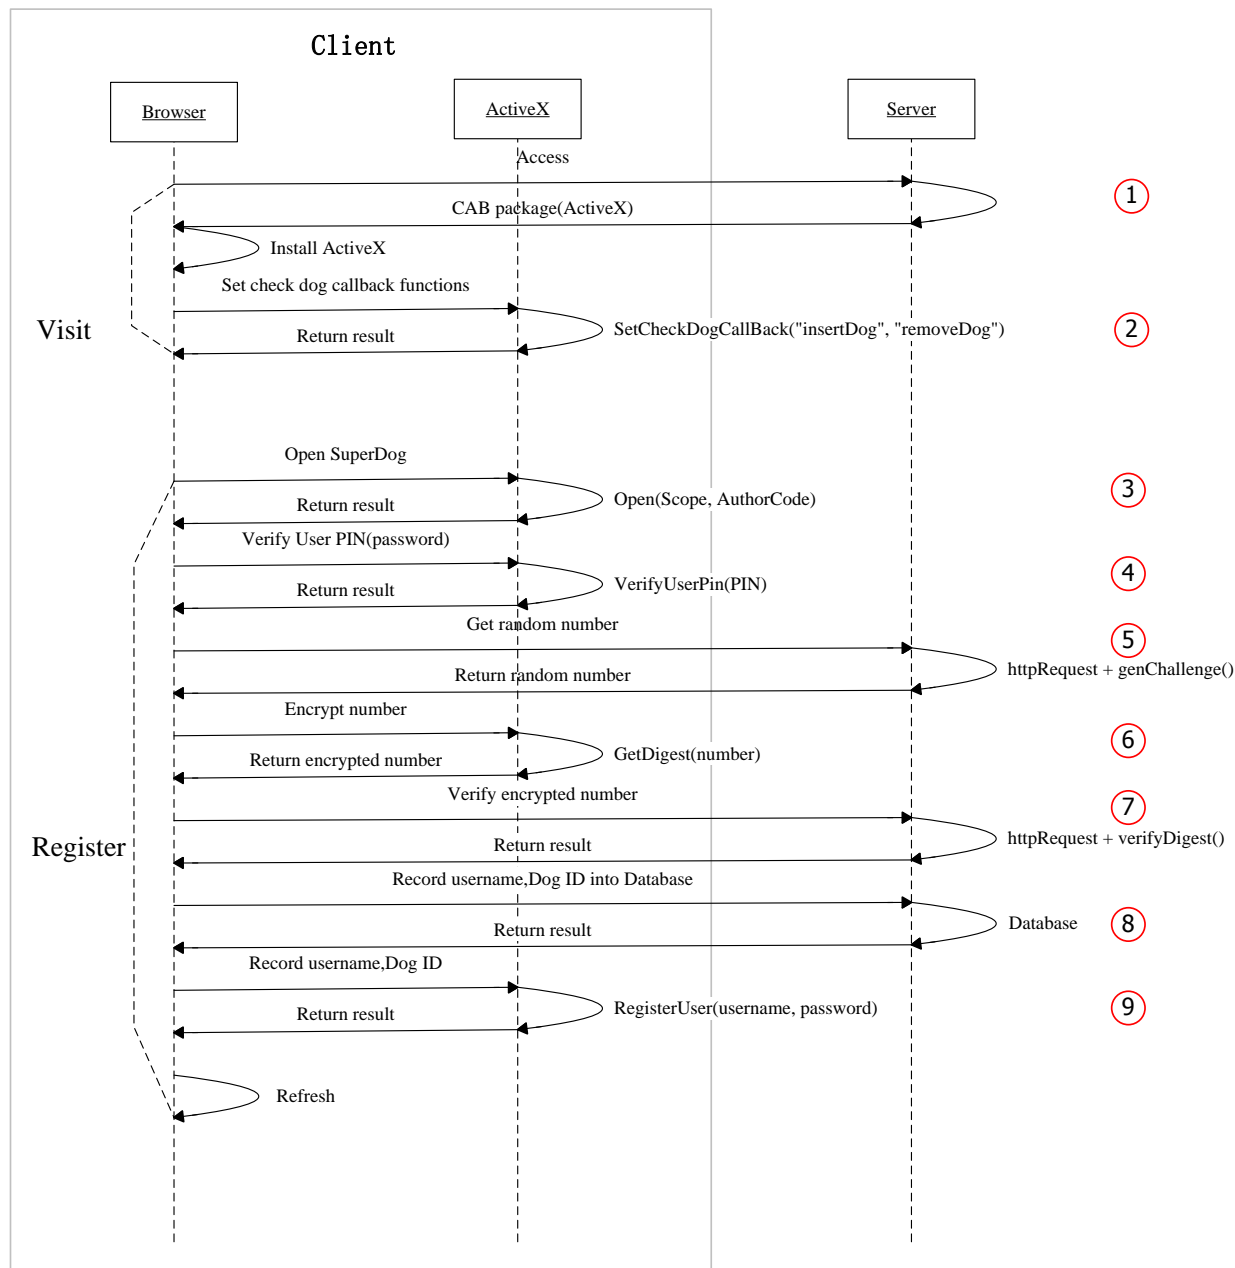 Client
Browser
ActiveX
Server
Access
1
CAB package(ActiveX)
Install ActiveX
Set check dog callback functions
Visit
SetCheckDogCallBack("insertDog", "removeDog")
2
Return result
Open SuperDog
3
Open(Scope, AuthorCode)
Return result
Verify User PIN(password)
4
VerifyUserPin(PIN)
Return result
Get random number
5
httpRequest + genChallenge()
Return random number
Encrypt number
6
GetDigest(number)
Return encrypted number
Verify encrypted number
7
Register
httpRequest + verifyDigest()
Return result
Record username,Dog ID into Database
Database
8
Return result
Record username,Dog ID
RegisterUser(username, password)
9
Return result
Refresh